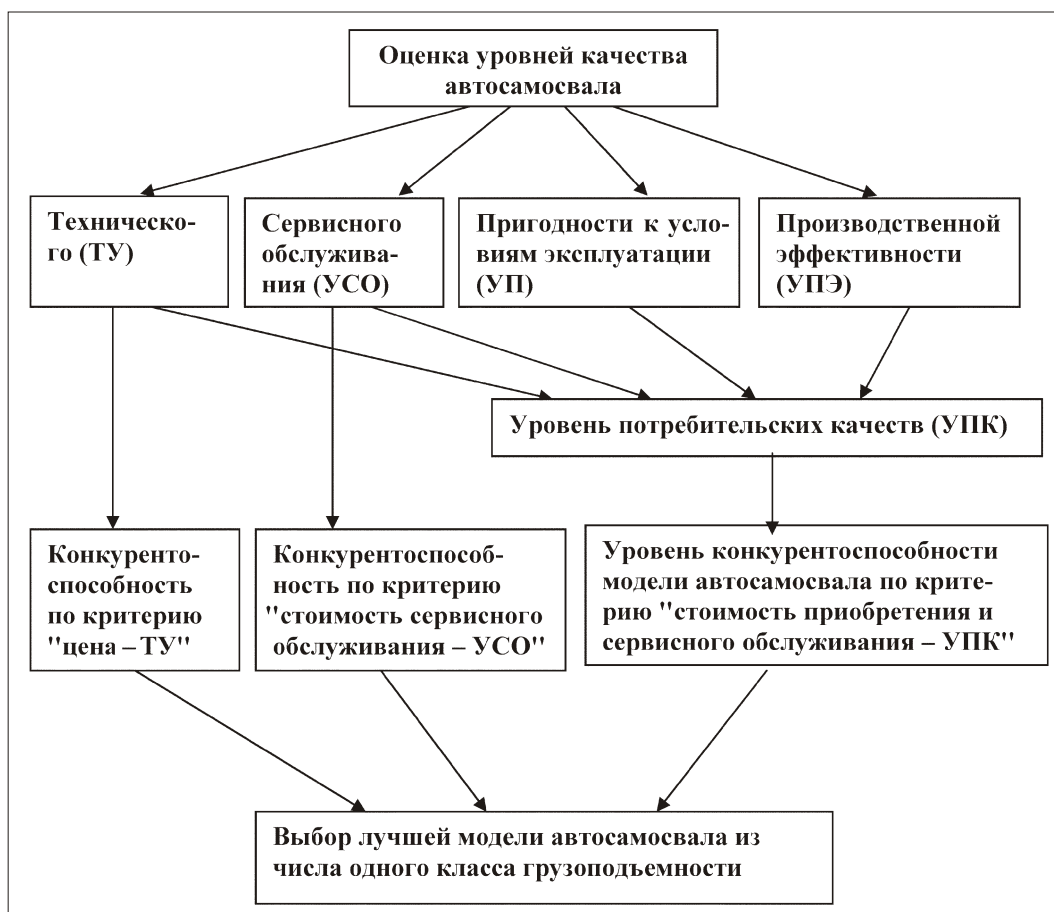 Оценка уровней качества
автосамосвала
Техническо-
го (ТУ)
Сервисного
обслужива-
ния (УСО)
Пригодности к усло-
виям эксплуатации
(УП)
Производственной
эффективности
(УПЭ)
Уровень потребительских качеств (УПК)
Конкуренто-
способность
по критерию
"цена – ТУ"
Конкурентоспособ-
ность по критерию
"стоимость сервисного
обслуживания – УСО"
Уровень конкурентоспособности
модели автосамосвала по крите-
рию "стоимость приобретения и
сервисного обслуживания – УПК"
Выбор лучшей модели автосамосвала из
числа одного класса грузоподъемности